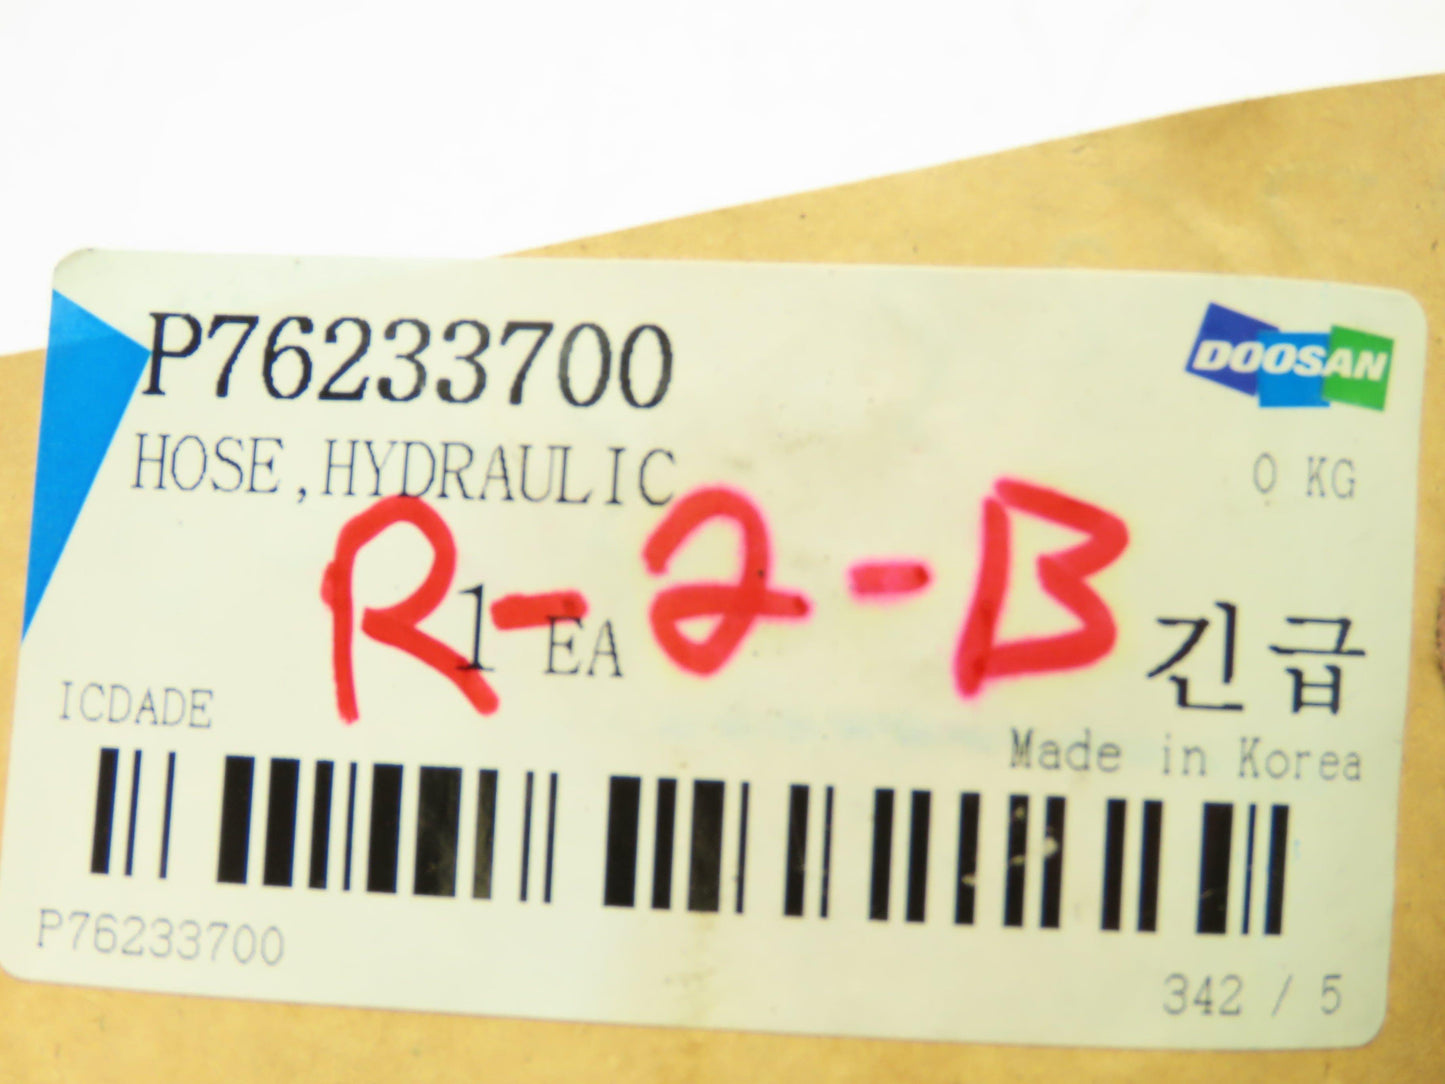 P76233700
DOOSAN
HOSE,HYDRAULIC
0 KG
R-2-B
1 EA
긴급
ICDADE
Made in Korea
P76233700
342 / 5